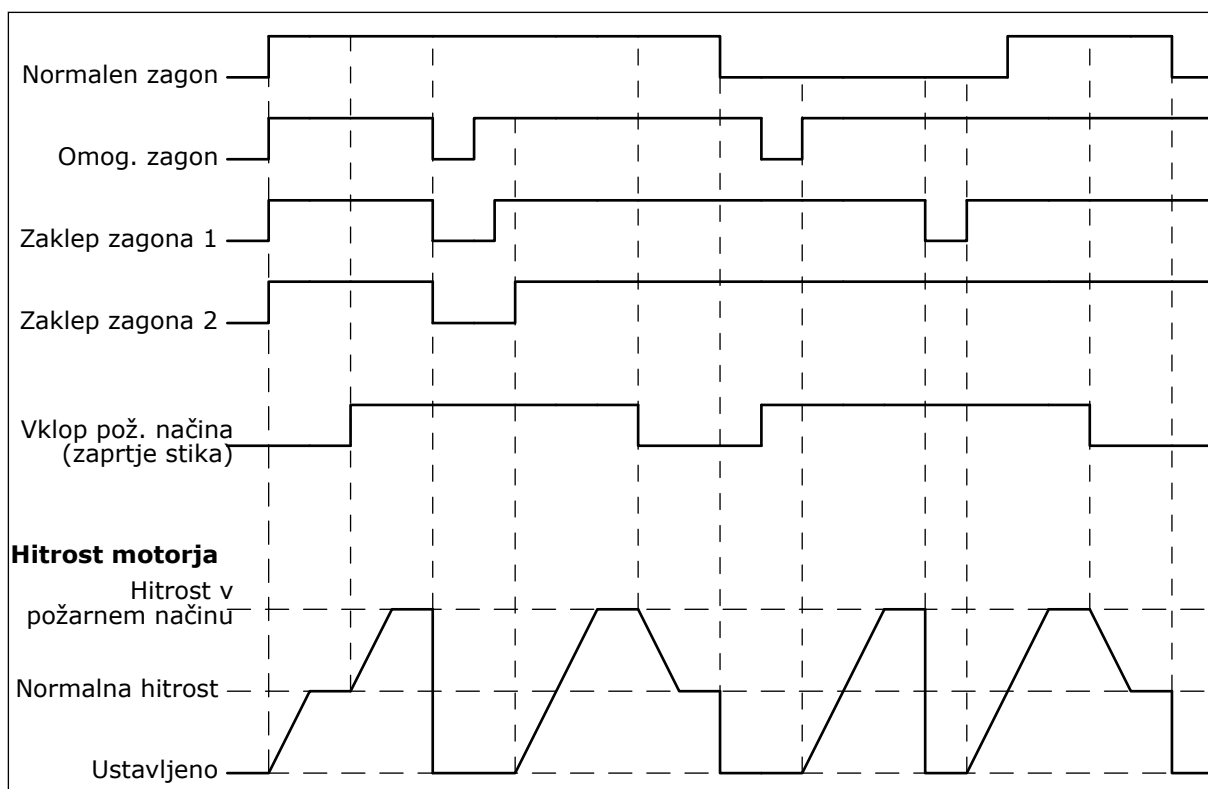 Normalen zagon
Omog. zagon
Zaklep zagona 1
Zaklep zagona 2
Vklop pož. načina
(zaprtje stika)
Hitrost motorja
Hitrost v
požarnem načinu
Normalna hitrost
Ustavljeno